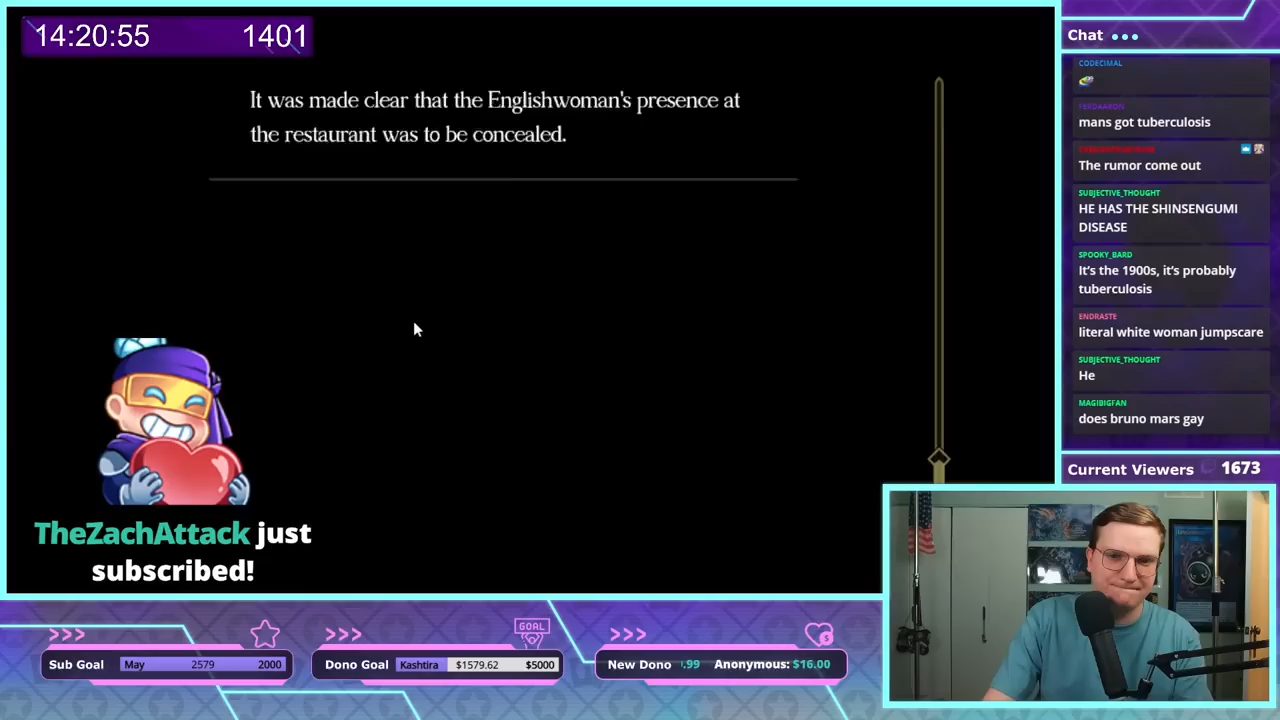 14:20:55 1401
It was made clear that the Englishwoman's presence at
the restaurant was to be concealed.
TheZachAttack just
subscribed!
Chat
CODECIMAL
mans got tuberculosis
The rumor come out
SUBJECTIVE_THOUGHT
HE HAS THE SHINSENGUMI
DISEASE
SPOOKY_BARD
It's the 1900s, it's probably
tuberculosis
ENDRASTE
literal white woman jumpscare
SUBJECTIVE_THOUGHT
He
MAGIBIGFAN
does bruno mars gay
Current Viewers 1673
>>> >>> GOAL >>>
Sub Goal May 2579 2000
Dono Goal Kashtira $1579.62 $5000
New Dono .99 Anonymous: $16.00